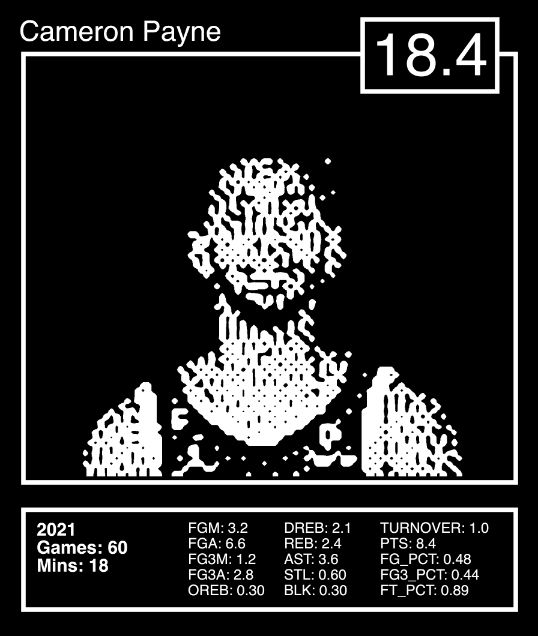 Cameron Payne
18.4
2021
Games: 60
Mins: 18
FGM: 3.2
FGA: 6.6
FG3M: 1.2
FG3A: 2.8
OREB: 0.30
DREB: 2.1
REB: 2.4
AST: 3.6
STL: 0.60
BLK: 0.30
TURNOVER: 1.0
PTS: 8.4
FG_PCT: 0.48
FG3_PCT: 0.44
FT_PCT: 0.89